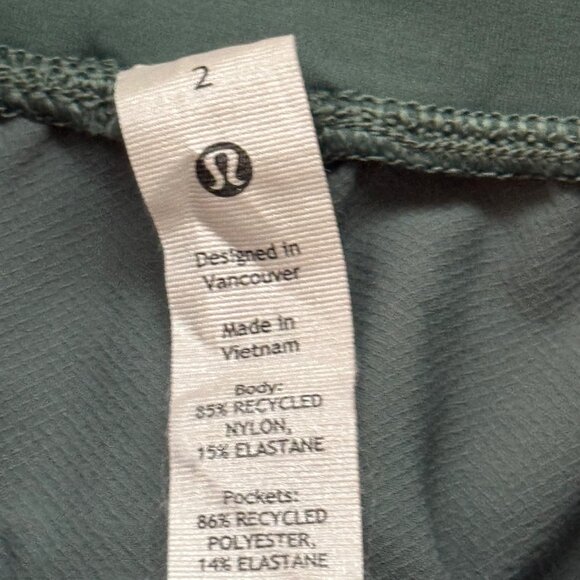 2
Designed in
Vancouver
Made in
Vietnam
Body:
85% RECYCLED
NYLON,
15% ELASTANE
Pockets:
86% RECYCLED
POLYESTER,
14% ELASTANE